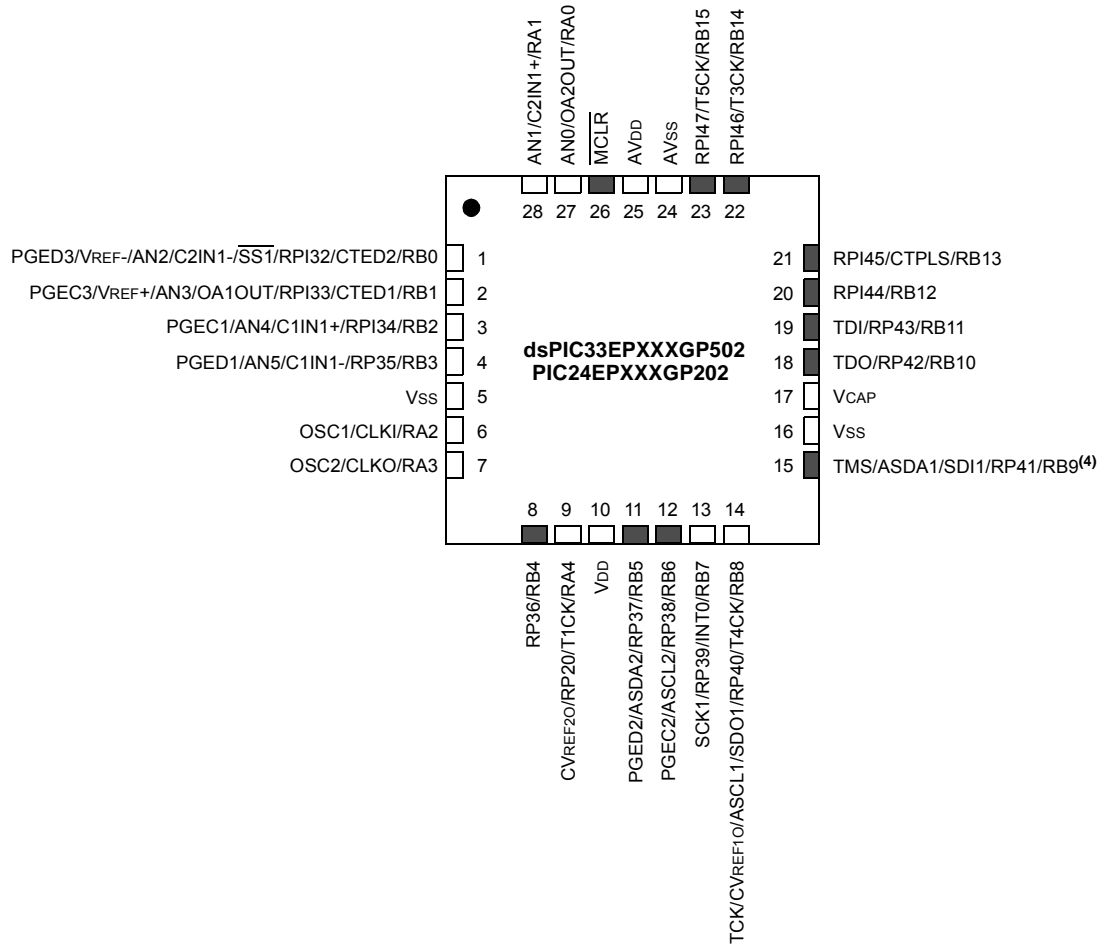 AN1/C2IN1+/RA1
AN0/OA2OUT/RA0
MCLR
AVDD
AVSS
RPI47/T5CK/RB15
RPI46/T3CK/RB14
28 27 26 25 24 23 22
PGED3/VREF-/AN2/C2IN1-/SS1/RPI32/CTED2/RB0 1
PGEC3/VREF+/AN3/OA1OUT/RPI33/CTED1/RB1 2
PGEC1/AN4/C1IN1+/RPI34/RB2 3
PGED1/AN5/C1IN1-/RP35/RB3 4
VSS 5
OSC1/CLKI/RA2 6
OSC2/CLKO/RA3 7
dsPIC33EPXXXGP502
PIC24EPXXXGP202
21 RPI45/CTPLS/RB13
20 RPI44/RB12
19 TDI/RP43/RB11
18 TDO/RP42/RB10
17 VCAP
16 VSS
15 TMS/ASDA1/SDI1/RP41/RB9(4)
8 9 10 11 12 13 14
RP36/RB4
CVREF2O/RP20/T1CK/RA4
VDD
PGED2/ASDA2/RP37/RB5
PGEC2/ASCL2/RP38/RB6
SCK1/RP39/INT0/RB7
TCK/CVREF1O/ASCL1/SDO1/RP40/T4CK/RB8